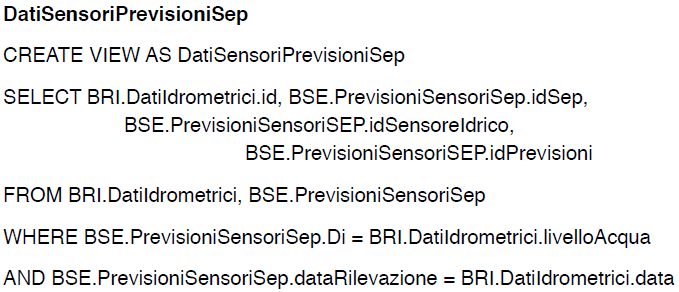 DatiSensoriPrevisioniSep
CREATE VIEW AS DatiSensoriPrevisioniSep
SELECT BRI.DatiIdrometrici.id, BSE.PrevisioniSensoriSep.idSep,
BSE.PrevisioniSensoriSEP.idSensoreIdrico,
BSE.PrevisioniSensoriSEP.idPrevisioni
FROM BRI.DatiIdrometrici, BSE.PrevisioniSensoriSep
WHERE BSE.PrevisioniSensoriSep.Di = BRI.DatiIdrometrici.livelloAcqua
AND BSE.PrevisioniSensoriSep.dataRilevazione = BRI.DatiIdrometrici.data